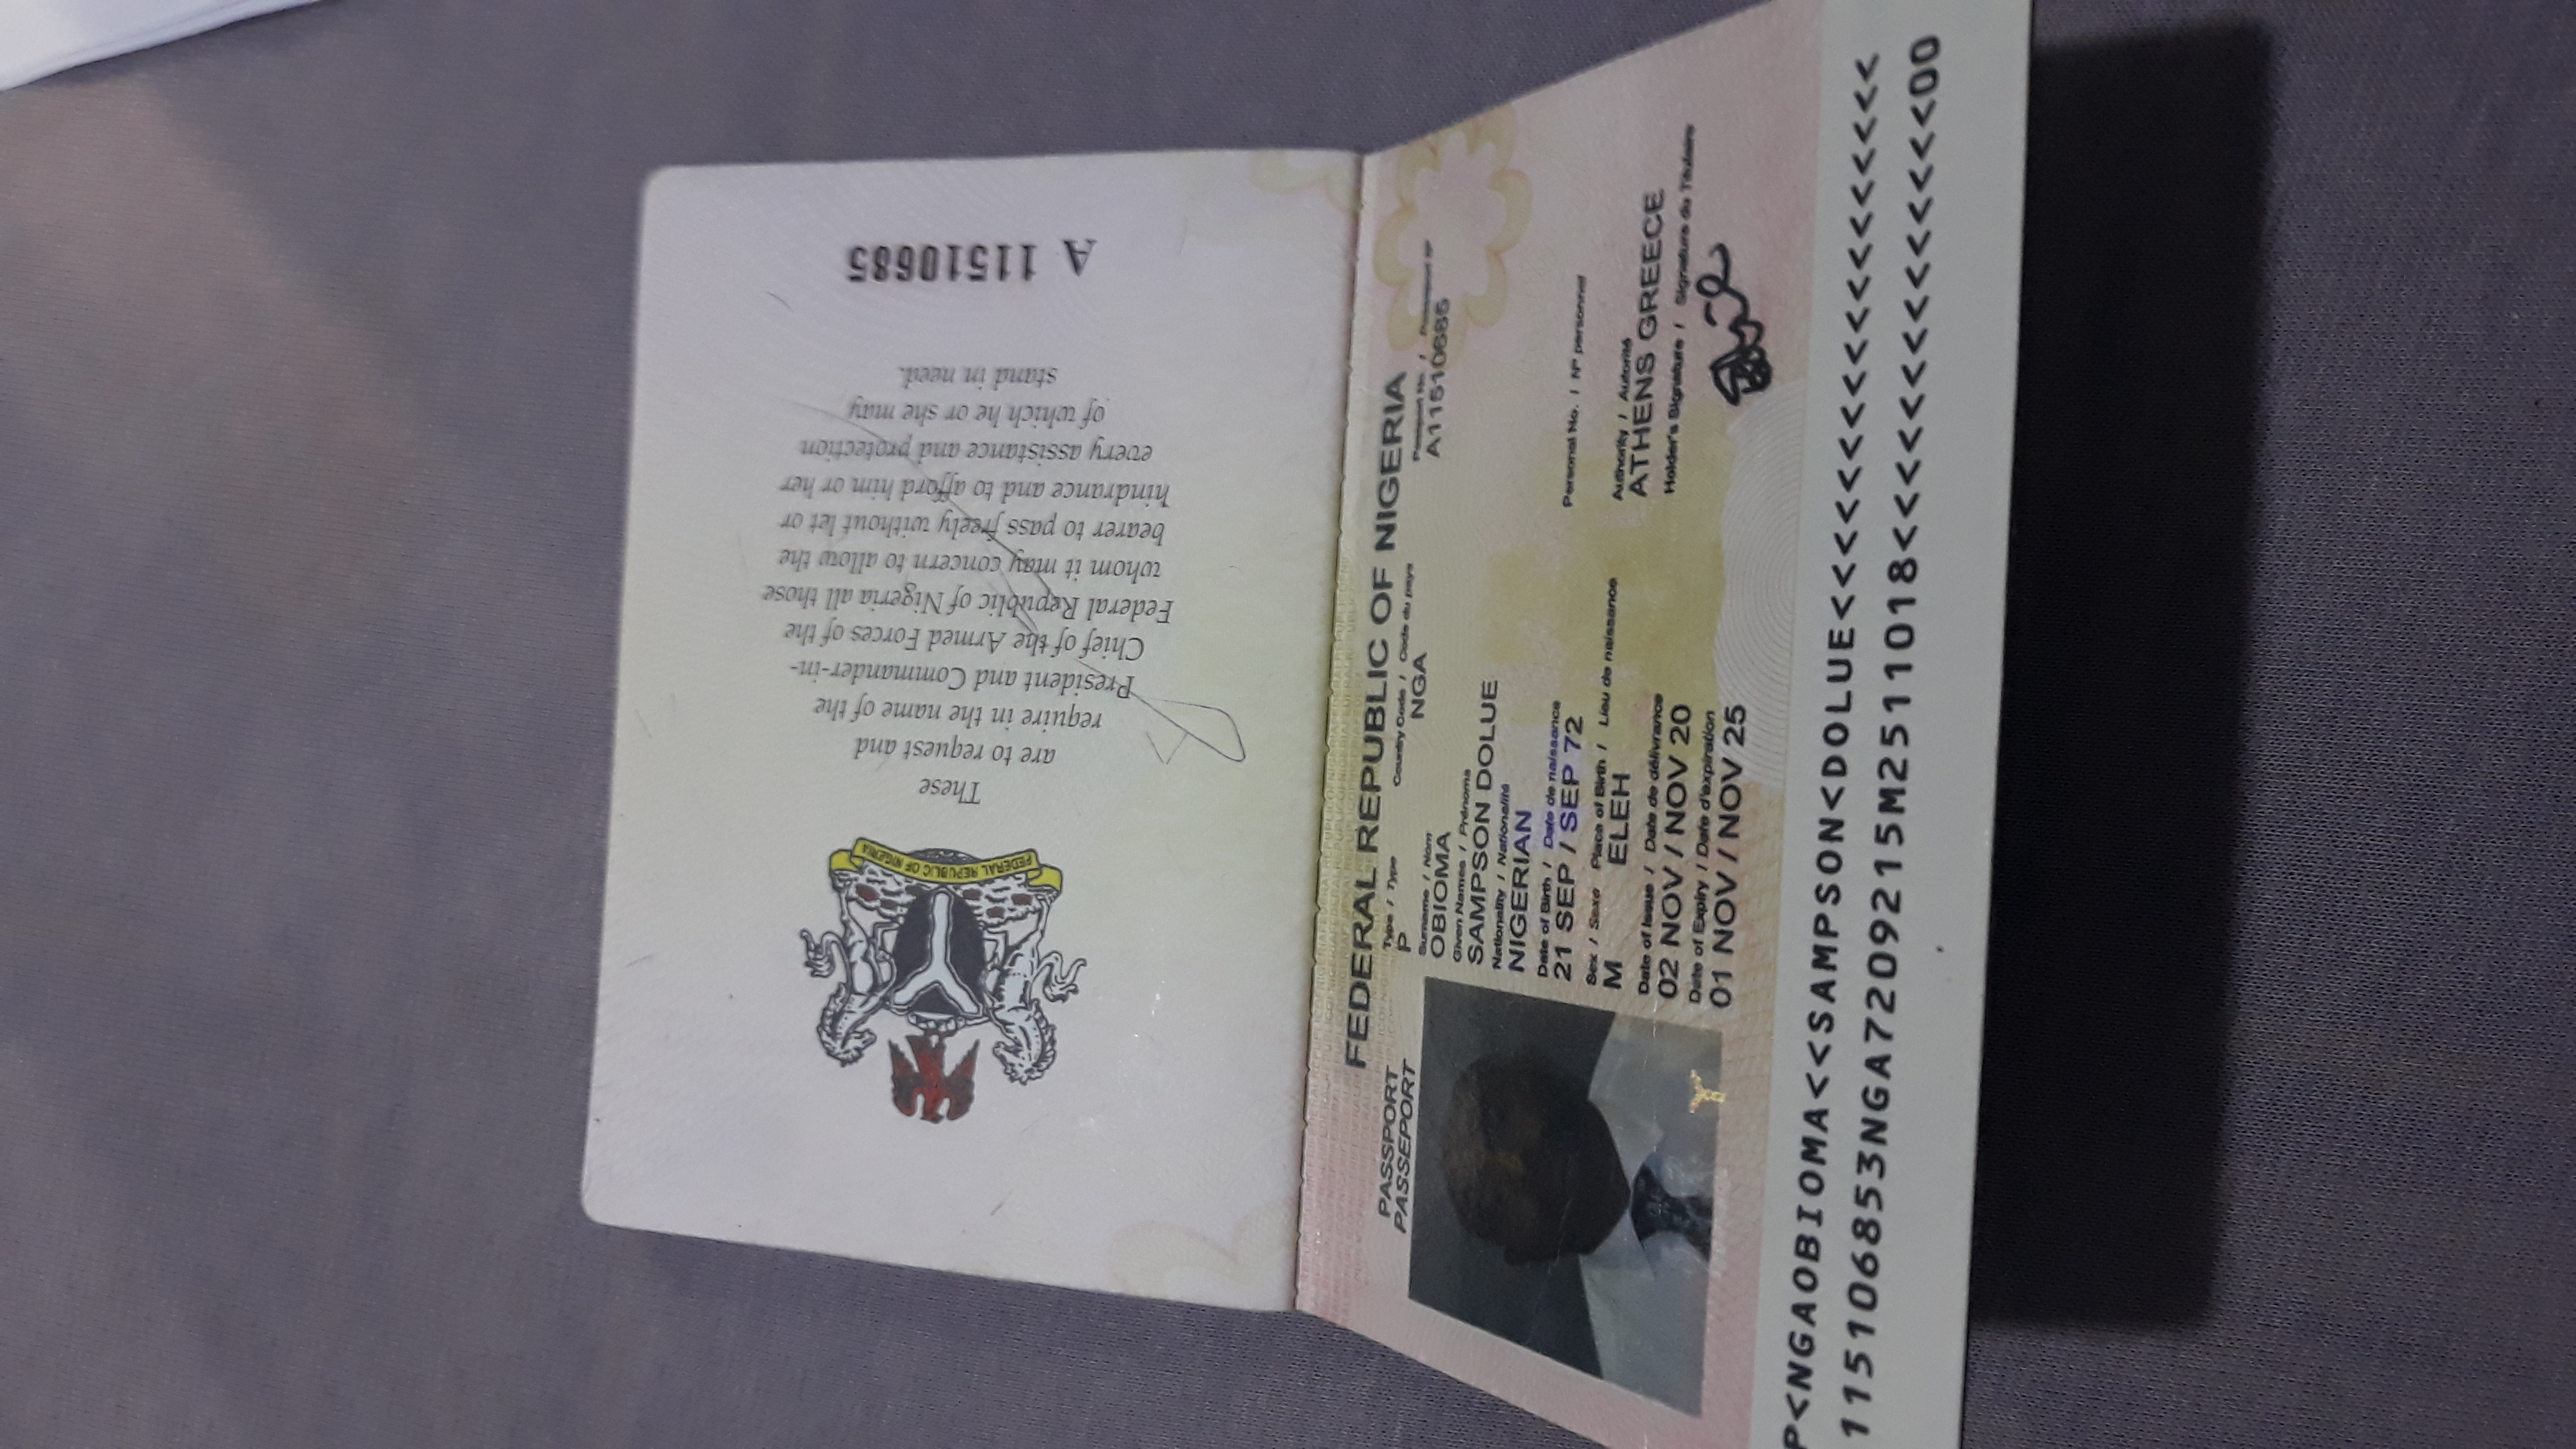 A 11510685
FEDERAL REPUBLIC OF NIGERIA
These
are to request and
require in the name of the
President and Commander-in-
Chief of the Armed Forces of the
Federal Republic of Nigeria all those
whom it may concern to allow the
bearer to pass freely without let or
hindrance and to afford him or her
every assistance and protection
of which he or she may
stand in need.
FEDERAL REPUBLIC OF NIGERIA
PASSPORT
PASSEPORT
Type / Type
P
Country Code / Code du pays
NGA
Passport No. / Passeport Nº
A11510685
Surname / Nom
OBIOMA
Given Names / Prénoms
SAMPSON DOLUE
Nationality / Nationalité
NIGERIAN
Date of Birth / Date de naissance
21 SEP / SEP 72
Personal No. / Nº personnel
Sex / Sexe
M
Place of Birth / Lieu de naissance
ELEH
Date of Issue / Date de délivrance
02 NOV / NOV 20
Authority / Autorité
ATHENS GREECE
Date of Expiry / Date d'expiration
01 NOV / NOV 25
Holder's Signature / Signature du Titulaire
P<NGAOBIOMA<<SAMPSON<DOLUE<<<<<<<<<<<<<<<<<<
A115106853NGA7209215M2511018<<<<<<<<<<<<<<00